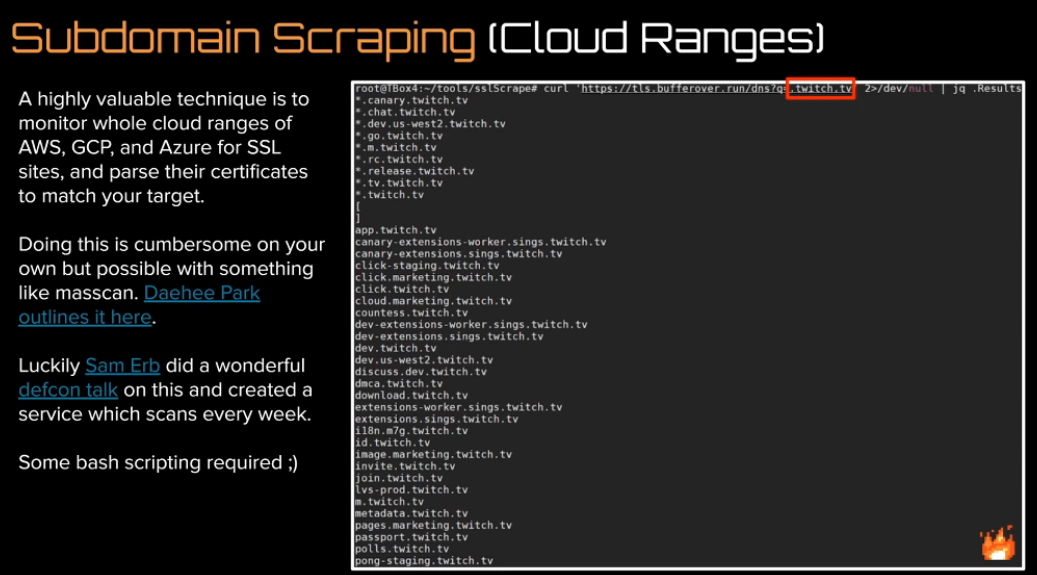 Subdomain Scraping (Cloud Ranges)
A highly valuable technique is to
monitor whole cloud ranges of
AWS, GCP, and Azure for SSL
sites, and parse their certificates
to match your target.
Doing this is cumbersome on your
own but possible with something
like masscan. Daehee Park
outlines it here.
Luckily Sam Erb did a wonderful
defcon talk on this and created a
service which scans every week.
Some bash scripting required ;)
root@TBox4:~/tools/sslScrape# curl 'https://tls.bufferover.run/dns?q=.twitch.tv' 2>/dev/null | jq .Results
*.canary.twitch.tv
*.chat.twitch.tv
*.dev.us-west2.twitch.tv
*.go.twitch.tv
*.m.twitch.tv
*.rc.twitch.tv
*.release.twitch.tv
*.tv.twitch.tv
*.twitch.tv
[
]
app.twitch.tv
canary-extensions-worker.sings.twitch.tv
canary-extensions.sings.twitch.tv
click-staging.twitch.tv
click.marketing.twitch.tv
click.twitch.tv
cloud.marketing.twitch.tv
countess.twitch.tv
dev-extensions-worker.sings.twitch.tv
dev-extensions.sings.twitch.tv
dev.twitch.tv
dev.us-west2.twitch.tv
discuss.dev.twitch.tv
dmca.twitch.tv
download.twitch.tv
extensions-worker.sings.twitch.tv
extensions.sings.twitch.tv
i18n.m7g.twitch.tv
id.twitch.tv
image.marketing.twitch.tv
invite.twitch.tv
join.twitch.tv
lvs-prod.twitch.tv
m.twitch.tv
metadata.twitch.tv
pages.marketing.twitch.tv
passport.twitch.tv
polls.twitch.tv
pong-staging.twitch.tv